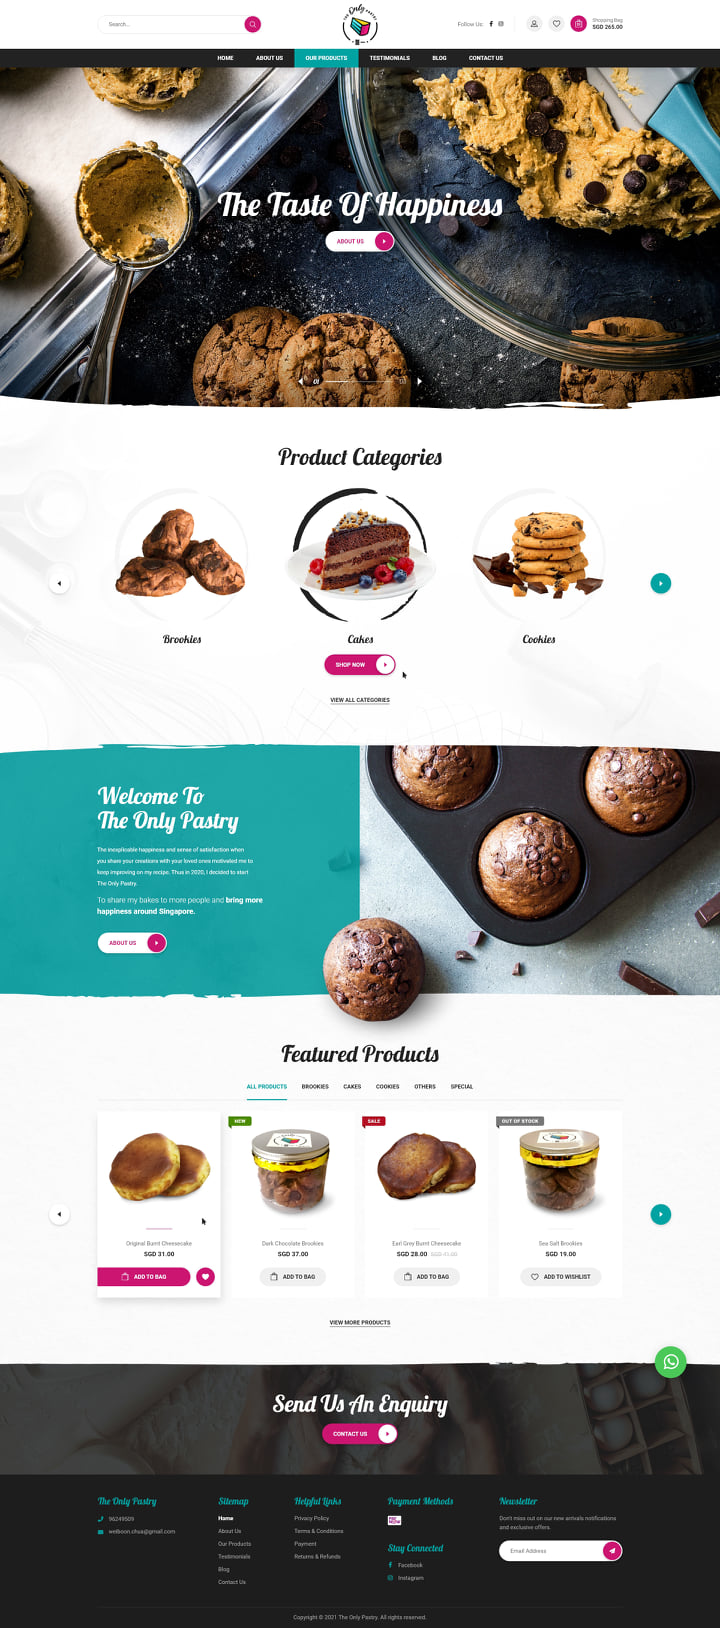 Search...
THE Only PASTRY
Follow Us:
Shopping Bag
SGD 265.00
HOME
ABOUT US
OUR PRODUCTS
TESTIMONIALS
BLOG
CONTACT US
The Taste Of Happiness
ABOUT US
01
03
Product Categories
Brookies
Cakes
Cookies
SHOP NOW
VIEW ALL CATEGORIES
Welcome To
The Only Pastry
The inexplicable happiness and sense of satisfaction when
you share your creations with your loved ones motivated me to
keep improving on my recipe. Thus in 2020, I decided to start
The Only Pastry.
To share my bakes to more people and bring more
happiness around Singapore.
ABOUT US
Featured Products
ALL PRODUCTS
BROOKIES
CAKES
COOKIES
OTHERS
SPECIAL
NEW
SALE
OUT OF STOCK
Original Burnt Cheesecake
SGD 31.00
ADD TO BAG
Dark Chocolate Brookies
SGD 37.00
ADD TO BAG
Earl Grey Burnt Cheesecake
SGD 28.00 SGD 41.00
ADD TO BAG
Sea Salt Brookies
SGD 19.00
ADD TO WISHLIST
VIEW MORE PRODUCTS
Send Us An Enquiry
CONTACT US
The Only Pastry
96249509
welboon.chua@gmail.com
Sitemap
Home
About Us
Our Products
Testimonials
Blog
Contact Us
Helpful Links
Privacy Policy
Terms & Conditions
Payment
Returns & Refunds
Payment Methods
PAY NOW
Stay Connected
Facebook
Instagram
Newsletter
Don't miss out on our new arrivals notifications
and exclusive offers.
Email Address
Copyright © 2021 The Only Pastry. All rights reserved.